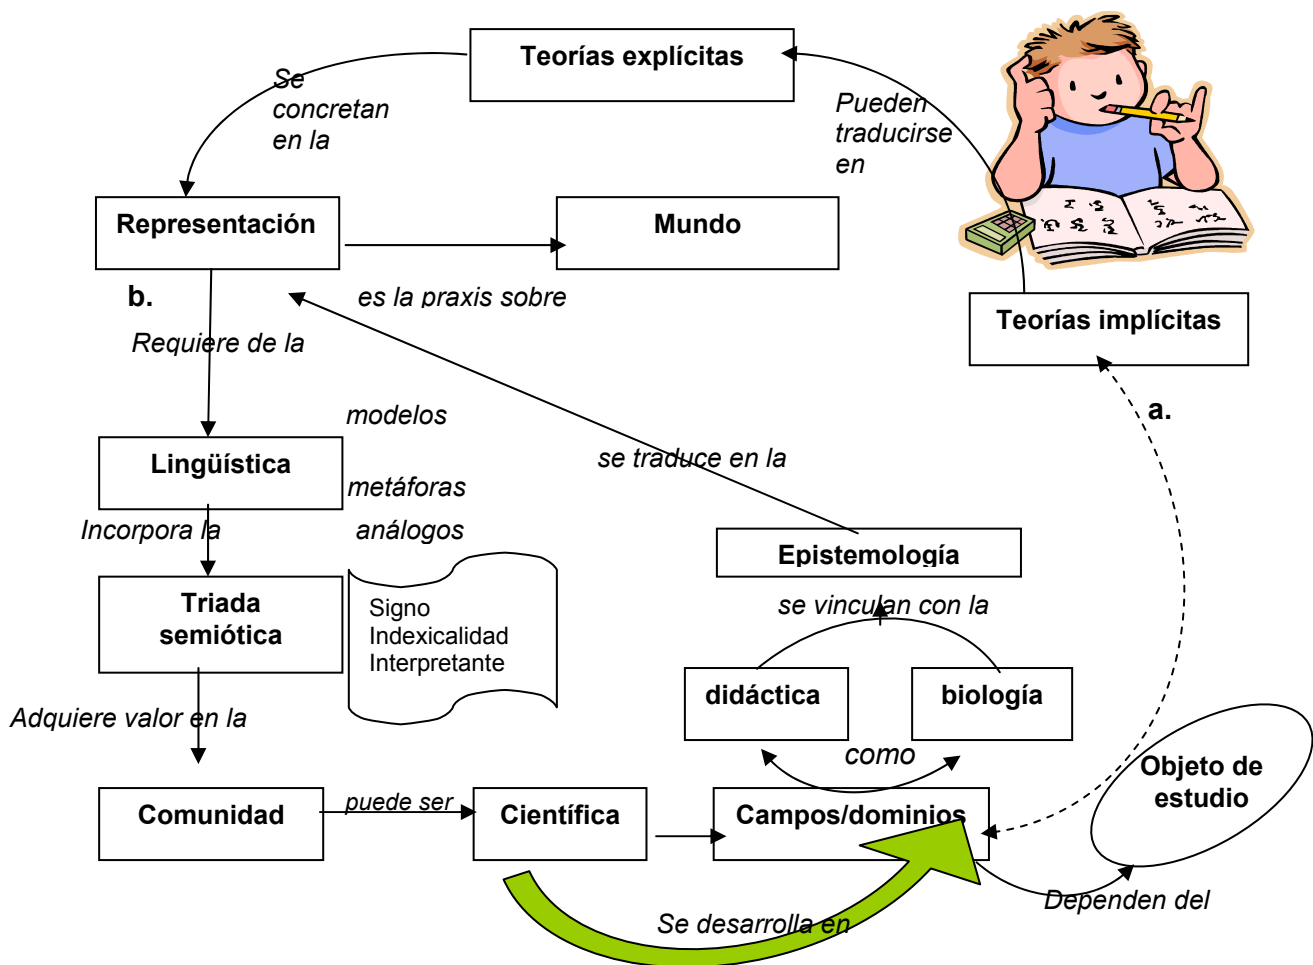 Teorías explícitas
Se
concretan
en la
Pueden
traducirse
en
Representación
Mundo
b.
es la praxis sobre
Teorías implícitas
Requiere de la
a.
modelos
Lingüística
se traduce en la
metáforas
Incorpora la
análogos
Epistemología
Triada
semiótica
Signo
Indexicalidad
Interpretante
se vinculan con la
didáctica
biología
Adquiere valor en la
como
Objeto de
estudio
Comunidad
puede ser
Científica
Campos/dominios
Dependen del
Se desarrolla en